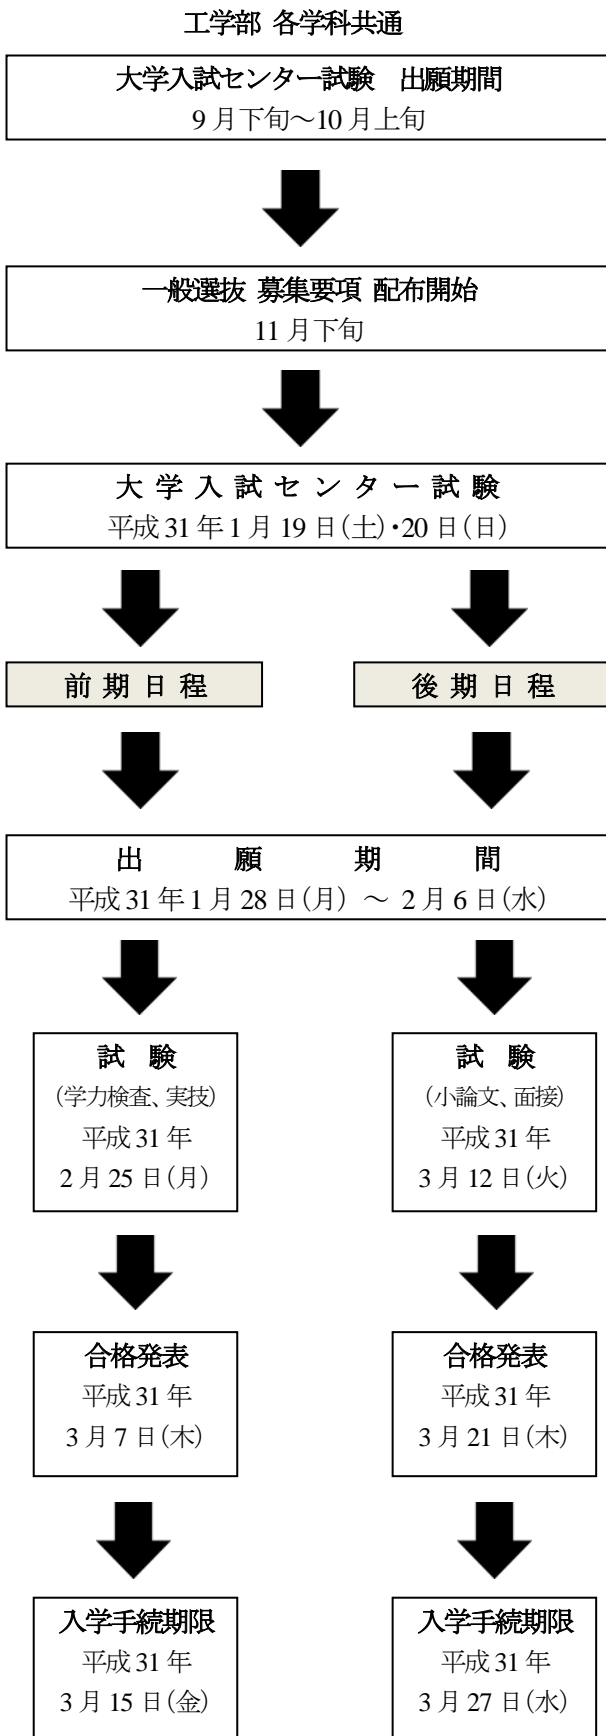 工学部 各学科共通
大学入試センター試験　出願期間
9月下旬～10月上旬
一般選抜 募集要項 配布開始
11月下旬
大学入試センター試験
平成31年1月19日(土)・20日(日)
前期日程
後期日程
出願期間
平成31年1月28日(月) ～ 2月6日(水)
試験
(学力検査、実技)
平成31年
2月25日(月)
試験
(小論文、面接)
平成31年
3月12日(火)
合格発表
平成31年
3月7日(木)
合格発表
平成31年
3月21日(木)
入学手続期限
平成31年
3月15日(金)
入学手続期限
平成31年
3月27日(水)